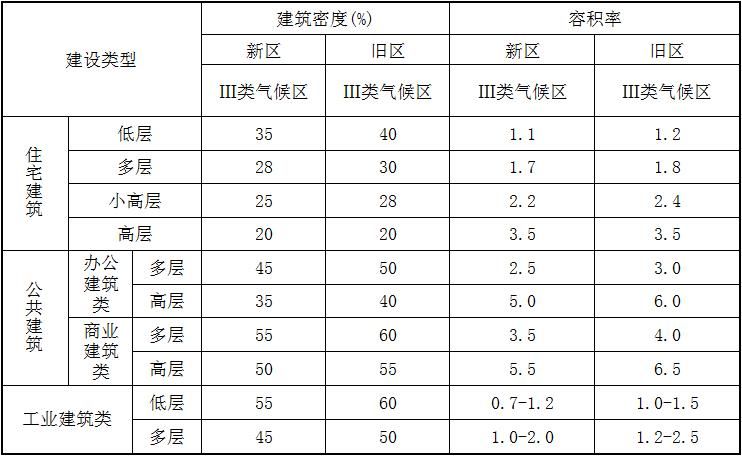 建设类型 建筑密度(%) 容积率
新区 旧区 新区 旧区
III类气候区 III类气候区 III类气候区 III类气候区
住宅建筑 低层 35 40 1.1 1.2
多层 28 30 1.7 1.8
小高层 25 28 2.2 2.4
高层 20 20 3.5 3.5
公共建筑 办公建筑类 多层 45 50 2.5 3.0
高层 35 40 5.0 6.0
商业建筑类 多层 55 60 3.5 4.0
高层 50 55 5.5 6.5
工业建筑类 低层 55 60 0.7-1.2 1.0-1.5
多层 45 50 1.0-2.0 1.2-2.5